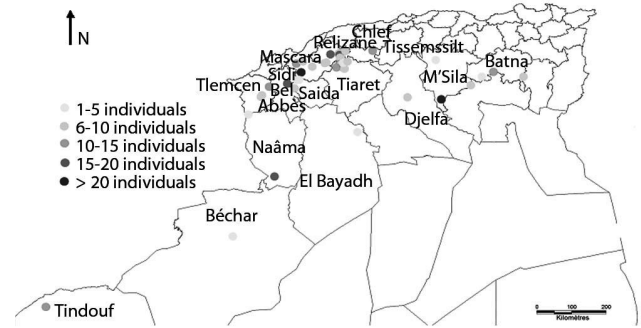 N
Chlef
Rélizane
Tissemssilt
Mascara
Batna
Sidi
Bel
Abbès
Tlemcen
Saida
Tiaret
M'Sila
Djelfa
1-5 individuals
6-10 individuals
10-15 individuals
15-20 individuals
> 20 individuals
Naâma
El Bayadh
Béchar
Tindouf
0 100 200
Kilomètres